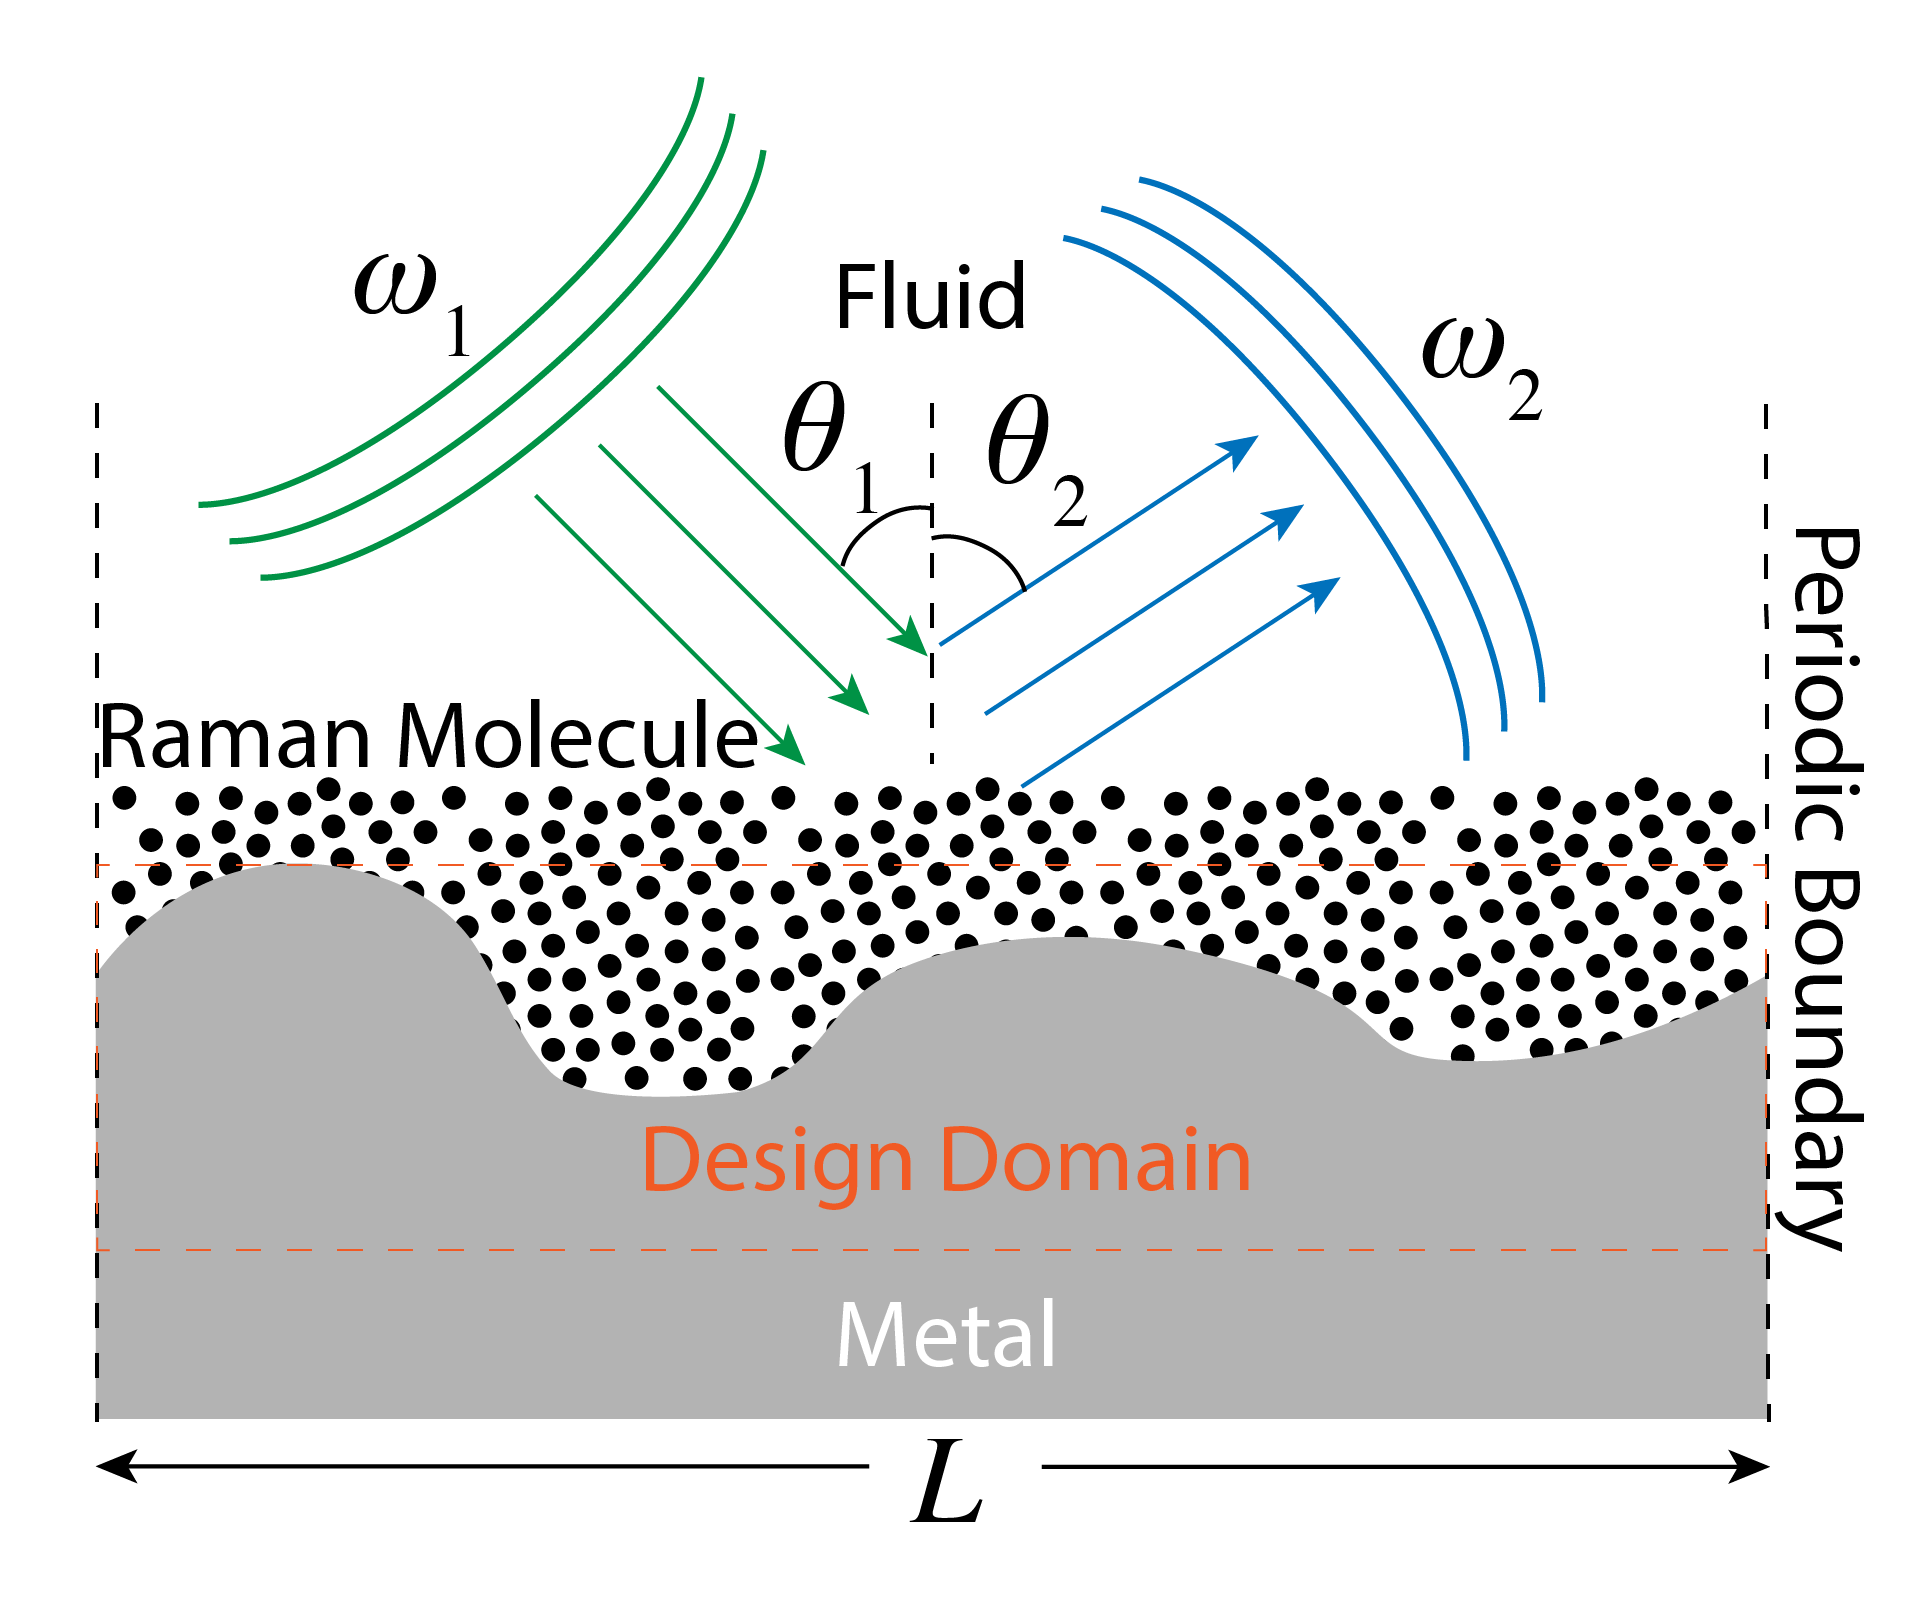 ω1
Fluid
ω2
θ1
θ2
Raman Molecule
Periodic Boundary
Design Domain
Metal
L